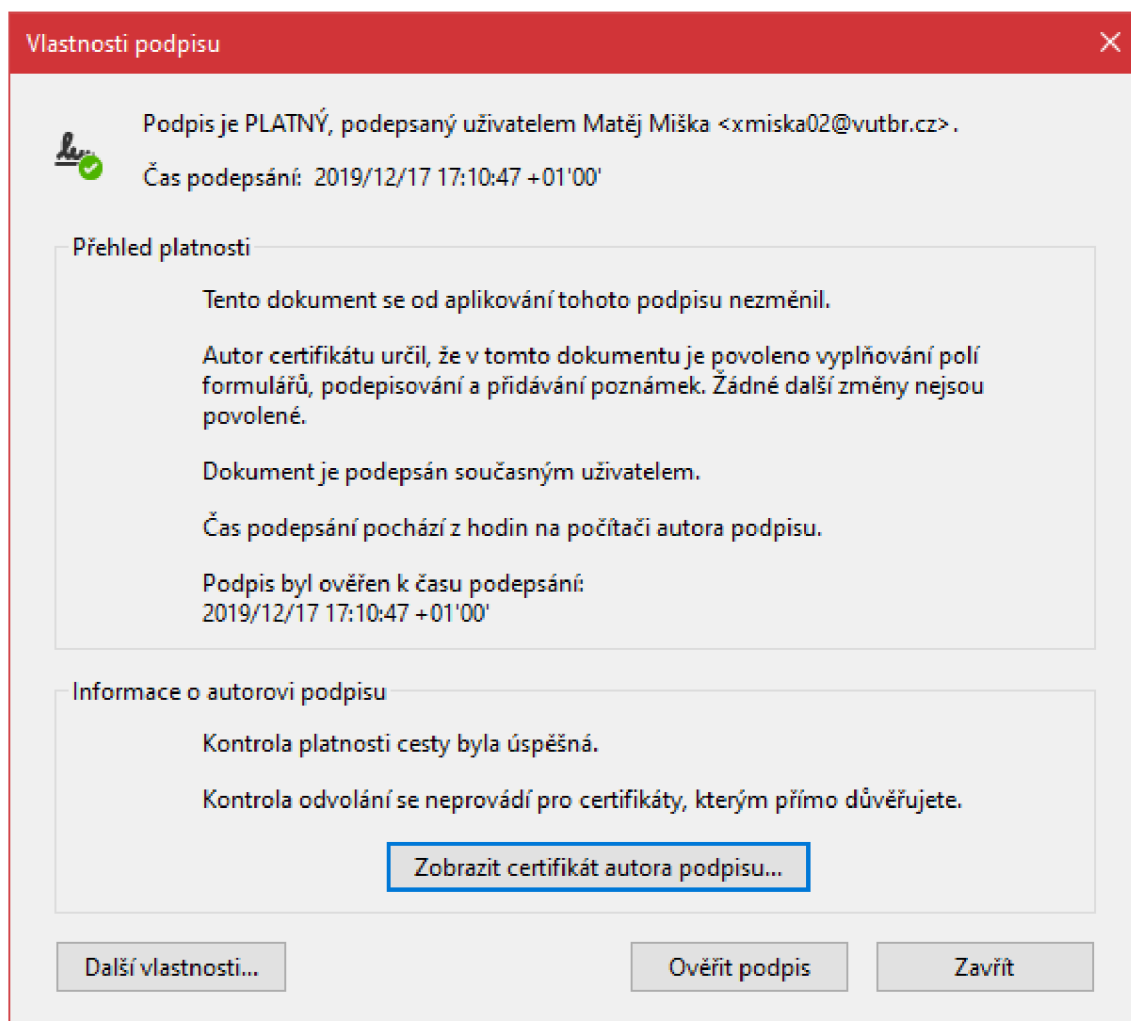 Vlastnosti podpisu
Podpis je PLATNÝ, podepsaný uživatelem Matěj Miška <xmiska02@vutbr.cz>.
Čas podepsání: 2019/12/17 17:10:47 +01'00'
Přehled platnosti
Tento dokument se od aplikování tohoto podpisu nezměnil.
Autor certifikátu určil, že v tomto dokumentu je povoleno vyplňování polí
formulářů, podepisování a přidávání poznámek. Žádné další změny nejsou
povolené.
Dokument je podepsán současným uživatelem.
Čas podepsání pochází z hodin na počítači autora podpisu.
Podpis byl ověřen k času podepsání:
2019/12/17 17:10:47 +01'00'
Informace o autorovi podpisu
Kontrola platnosti cesty byla úspěšná.
Kontrola odvolání se neprovádí pro certifikáty, kterým přímo důvěřujete.
Zobrazit certifikát autora podpisu...
Další vlastnosti...
Ověřit podpis
Zavřít